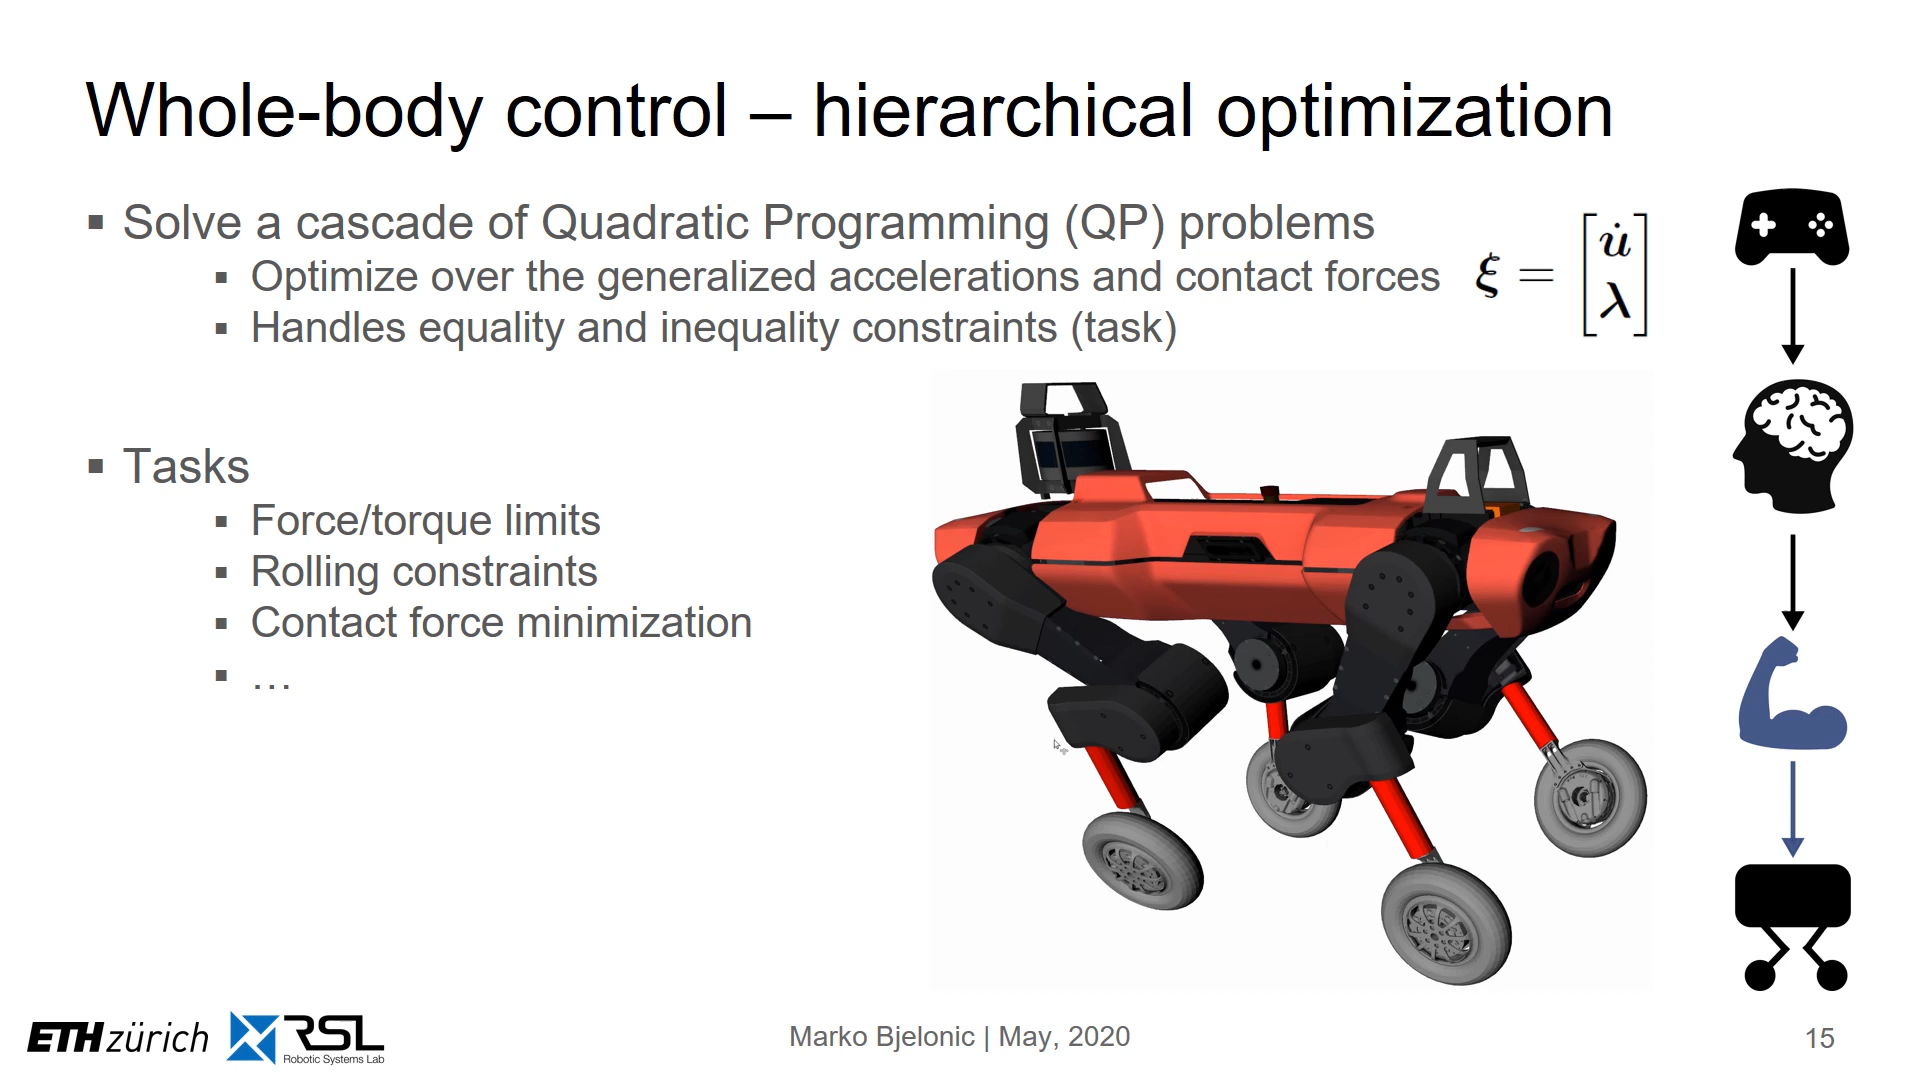 Whole-body control – hierarchical optimization
▪ Solve a cascade of Quadratic Programming (QP) problems
▪ Optimize over the generalized accelerations and contact forces
▪ Handles equality and inequality constraints (task)
ξ = [u̇ λ]
▪ Tasks
▪ Force/torque limits
▪ Rolling constraints
▪ Contact force minimization
▪ …
ETH zürich
RSL
Robotic Systems Lab
Marko Bjelonic | May, 2020
15